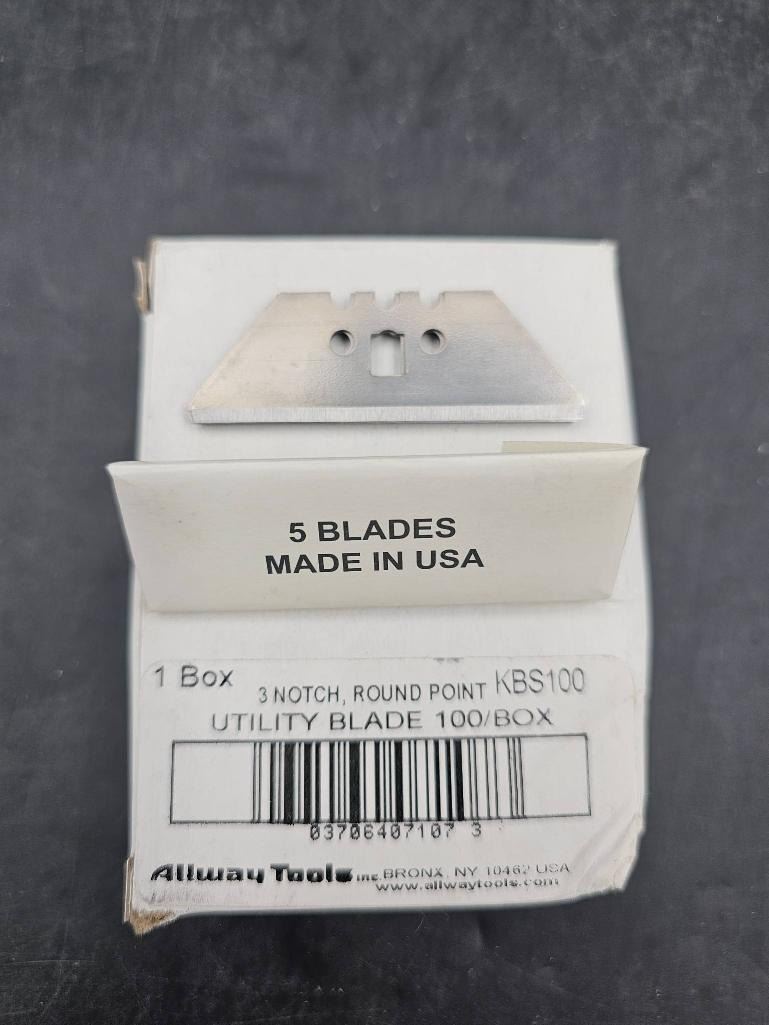 5 BLADES
MADE IN USA
1 Box 3 NOTCH, ROUND POINT KBS100
UTILITY BLADE 100/BOX
03706407107 3
Allway Tools inc. BRONX, NY 10462 USA
www.allwaytools.com